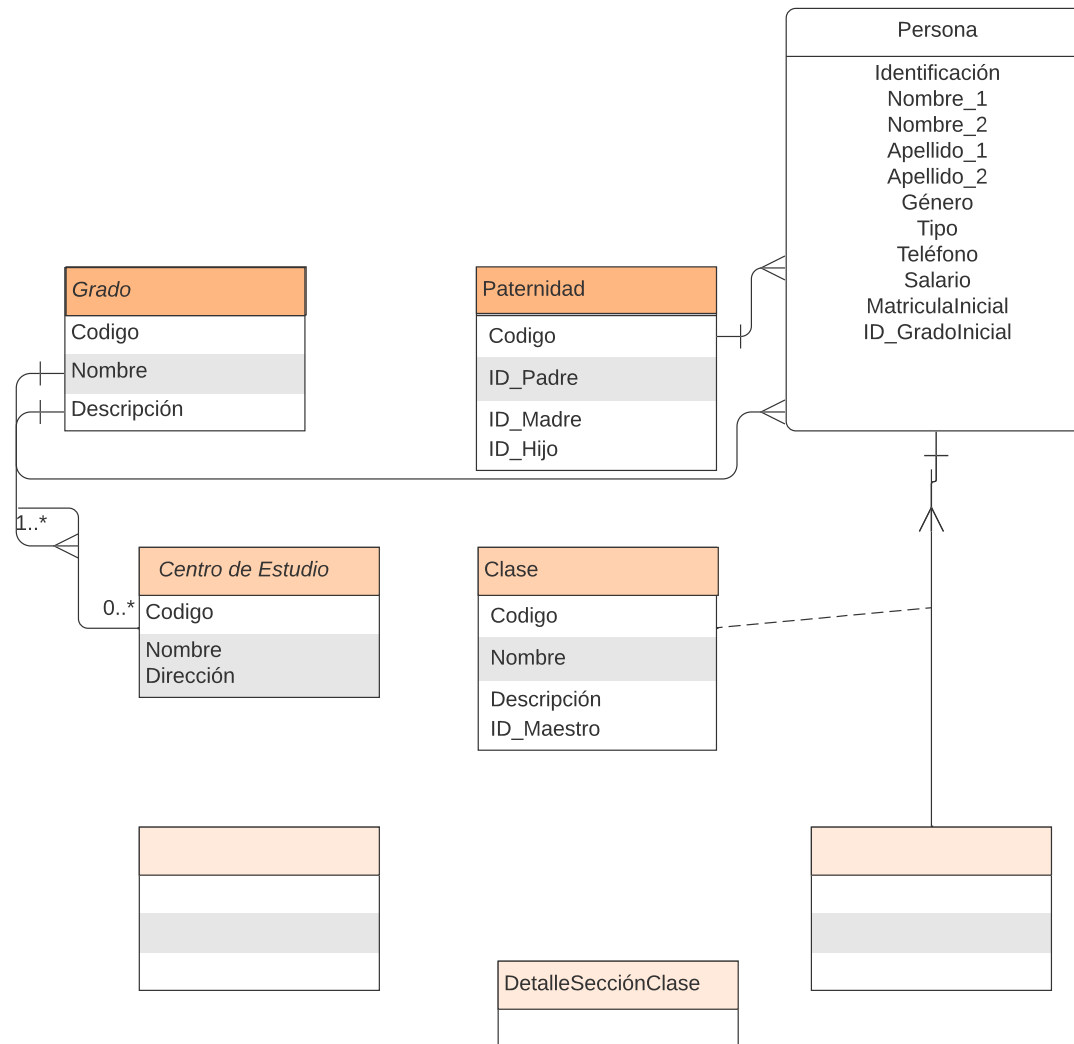 Persona
Identificación
Nombre_1
Nombre_2
Apellido_1
Apellido_2
Género
Tipo
Teléfono
Salario
MatriculaInicial
ID_GradoInicial
Grado
Codigo
Nombre
Descripción
Paternidad
Codigo
ID_Padre
ID_Madre
ID_Hijo
1..*
0..*
Centro de Estudio
Codigo
Nombre
Dirección
Clase
Codigo
Nombre
Descripción
ID_Maestro
DetalleSecciónClase